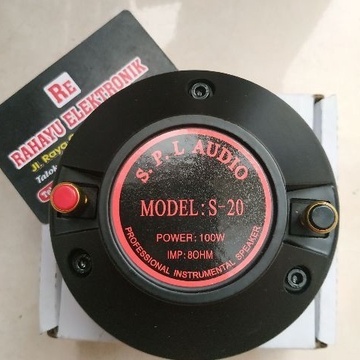 RE
RAHAYU ELEKTRONIK
Jl. Raya
S.P.L AUDIO
MODEL:S-20
POWER:100W
IMP:8OHM
PROFESSIONAL INSTRUMENTAL SPEAKER